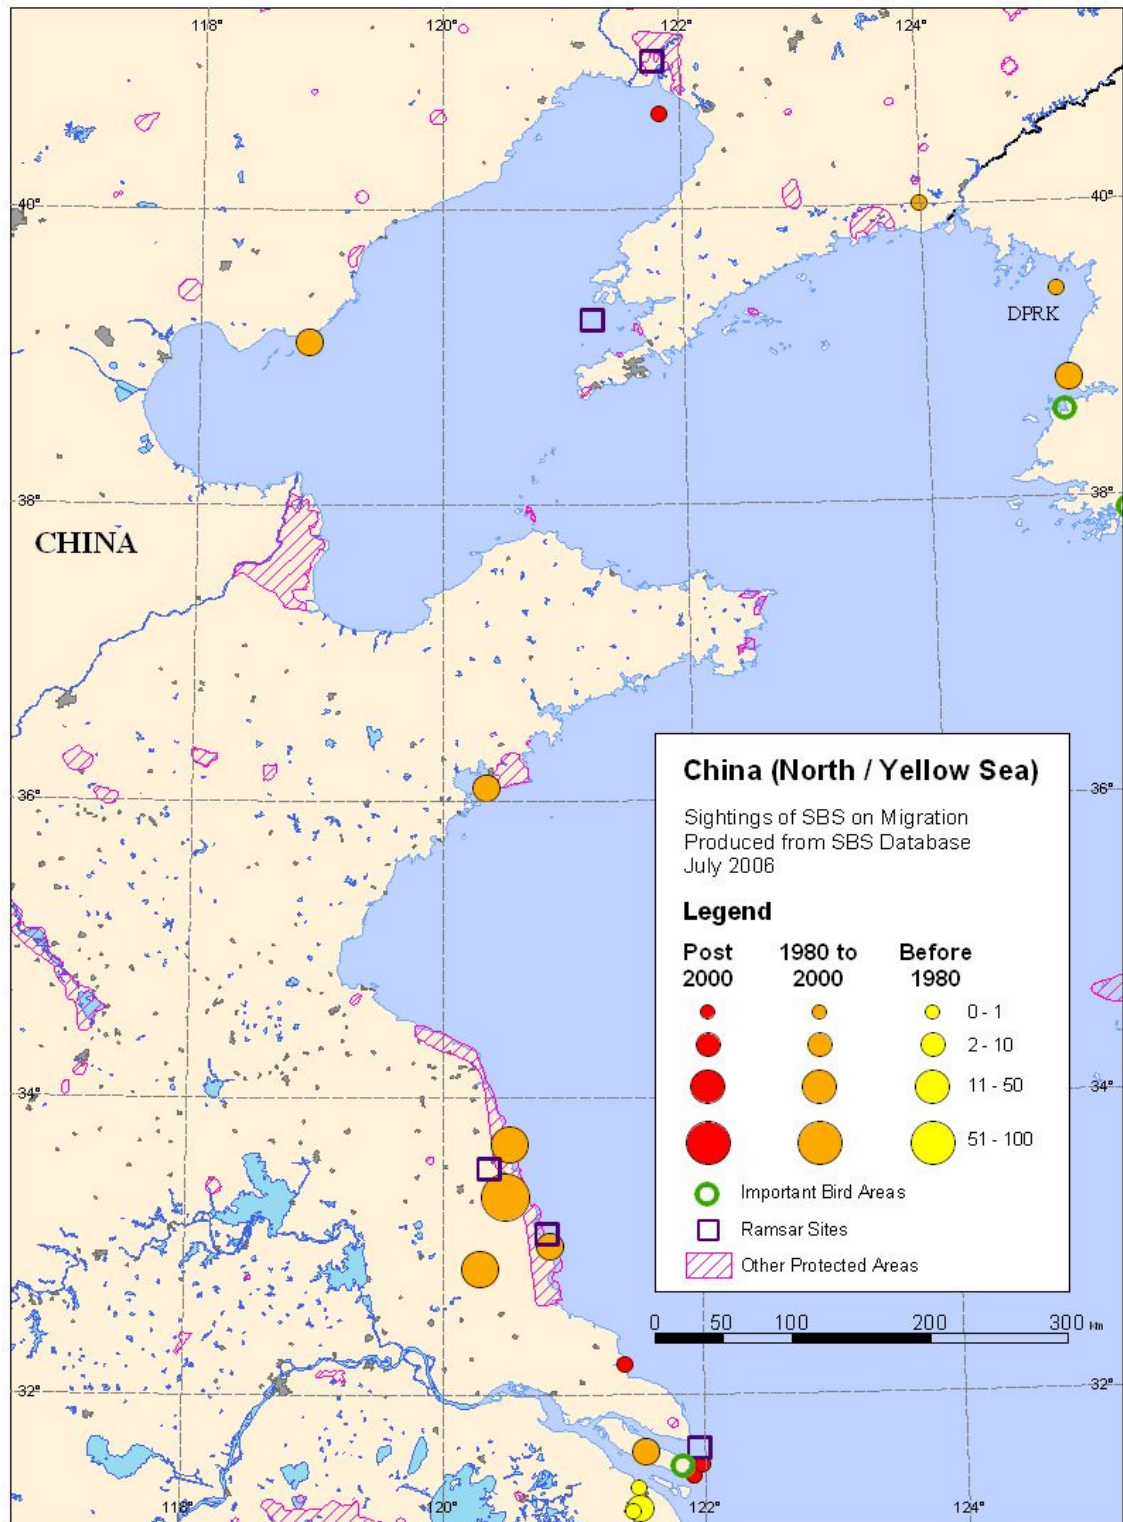 118°
120°
122°
124°
40°
40°
DPRK
38°
38°
CHINA
36°
36°
China (North / Yellow Sea)
Sightings of SBS on Migration
Produced from SBS Database
July 2006
Legend
Post 2000
1980 to 2000
Before 1980
0 - 1
2 - 10
11 - 50
51 - 100
Important Bird Areas
Ramsar Sites
Other Protected Areas
34°
34°
0 50 100 200 300 Km
32°
32°
118°
120°
122°
124°